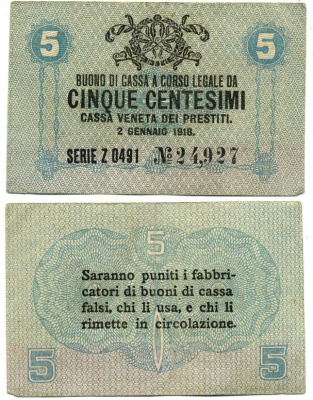 5 5
BUONO DI CASSA A CORSO LEGALE DA
CINQUE CENTESIMI
CASSA VENETA DEI PRESTITI.
2 GENNAIO 1918.
SERIE Z 0491 No 24,927
5
Saranno puniti i fabbri-
catori di buoni di cassa
falsi, chi li usa, e chi li
rimette in circolazione.
5 5